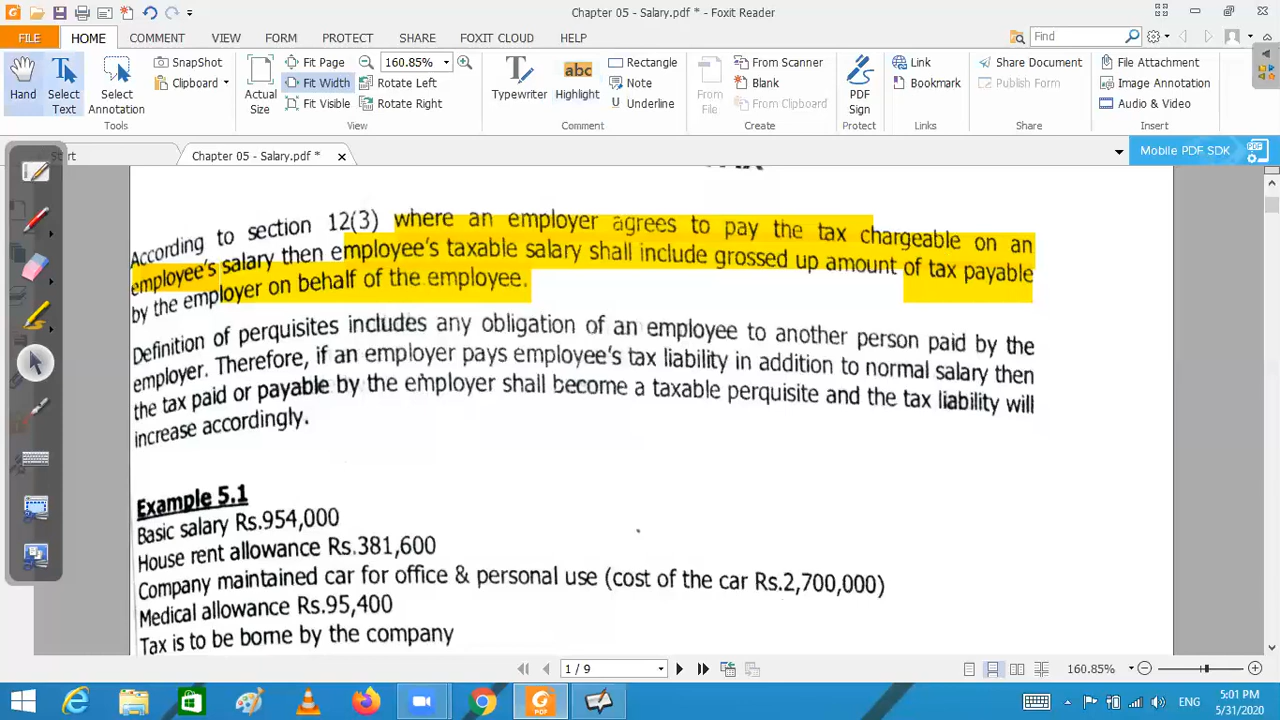 Chapter 05 - Salary.pdf * - Foxit Reader
FILE HOME COMMENT VIEW FORM PROTECT SHARE FOXIT CLOUD HELP Find
Hand
Select Text
Select Annotation
SnapShot
Clipboard
Tools
Actual Size
Fit Page
Fit Width
Fit Visible
160.85%
Rotate Left
Rotate Right
View
Typewriter
abc
Highlight
Rectangle
Note
Underline
Comment
From File
From Scanner
Blank
From Clipboard
Create
PDF Sign
Protect
Link
Bookmark
Links
Share Document
Publish Form
Share
File Attachment
Image Annotation
Audio & Video
Insert
Start Chapter 05 - Salary.pdf * Mobile PDF SDK
According to section 12(3) where an employer agrees to pay the tax chargeable on an
employee's salary then employee's taxable salary shall include grossed up amount of tax payable
by the employer on behalf of the employee.
Definition of perquisites includes any obligation of an employee to another person paid by the
employer. Therefore, if an employer pays employee's tax liability in addition to normal salary then
the tax paid or payable by the employer shall become a taxable perquisite and the tax liability will
increase accordingly.
Example 5.1
Basic salary Rs.954,000
House rent allowance Rs.381,600
Company maintained car for office & personal use (cost of the car Rs.2,700,000)
Medical allowance Rs.95,400
Tax is to be borne by the company
1 / 9 160.85%
ENG
5:01 PM
5/31/2020